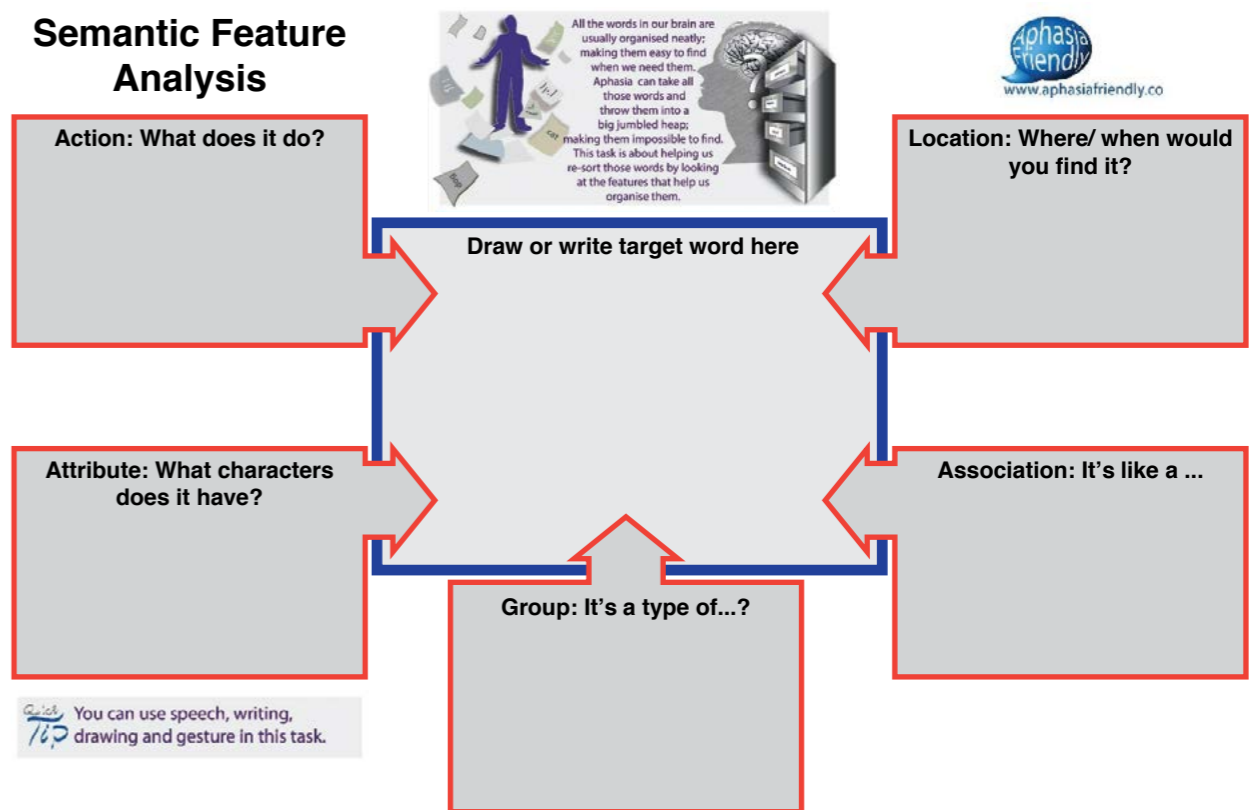 Semantic Feature
Analysis
All the words in our brain are
usually organised neatly;
making them easy to find
when we need them.
Aphasia can take all
those words and
throw them into a
big jumbled heap;
making them impossible to find.
This task is about helping us
re-sort those words by looking
at the features that help us
organise them.
cat
Aphasia
Friendly
www.aphasiafriendly.co
Action: What does it do?
Location: Where/ when would
you find it?
Draw or write target word here
Attribute: What characters
does it have?
Association: It's like a ...
Group: It's a type of...?
Quick
Tip
You can use speech, writing,
drawing and gesture in this task.